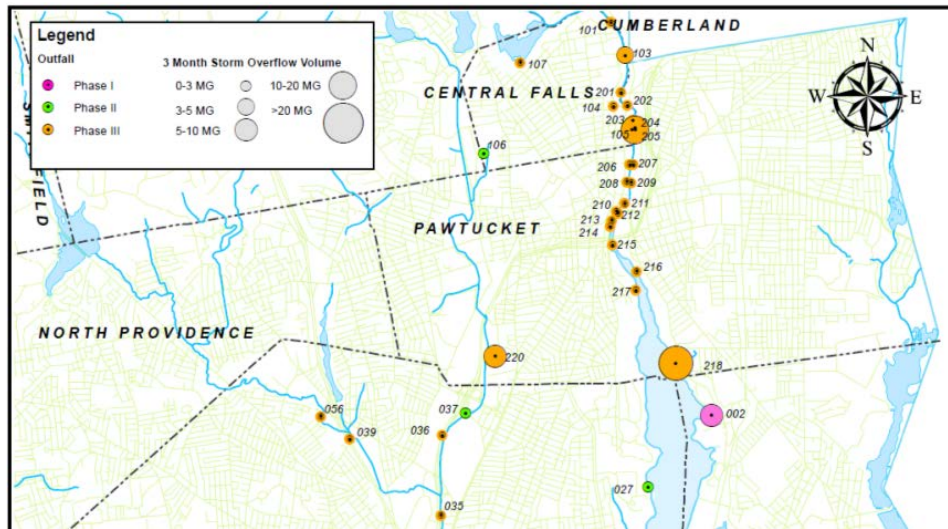 Legend
Outfall
3 Month Storm Overflow Volume
Phase I
0-3 MG
10-20 MG
Phase II
3-5 MG
>20 MG
Phase III
5-10 MG
CUMBERLAND
101
103
107
N
W
E
S
CENTRAL FALLS
201
104
202
203
204
105
205
SMITHFIELD
106
206
207
208
209
211
210
212
PAWTUCKET
213
214
215
216
217
NORTH PROVIDENCE
220
218
056
037
002
036
039
027
035